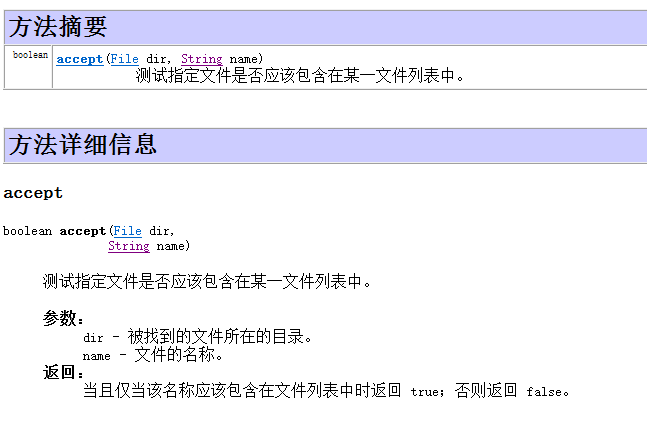 方法摘要
boolean accept(File dir, String name)
测试指定文件是否应该包含在某一文件列表中。
方法详细信息
accept
boolean accept(File dir,
String name)
测试指定文件是否应该包含在某一文件列表中。
参数：
dir - 被找到的文件所在的目录。
name - 文件的名称。
返回：
当且仅当该名称应该包含在文件列表中时返回 true；否则返回 false。